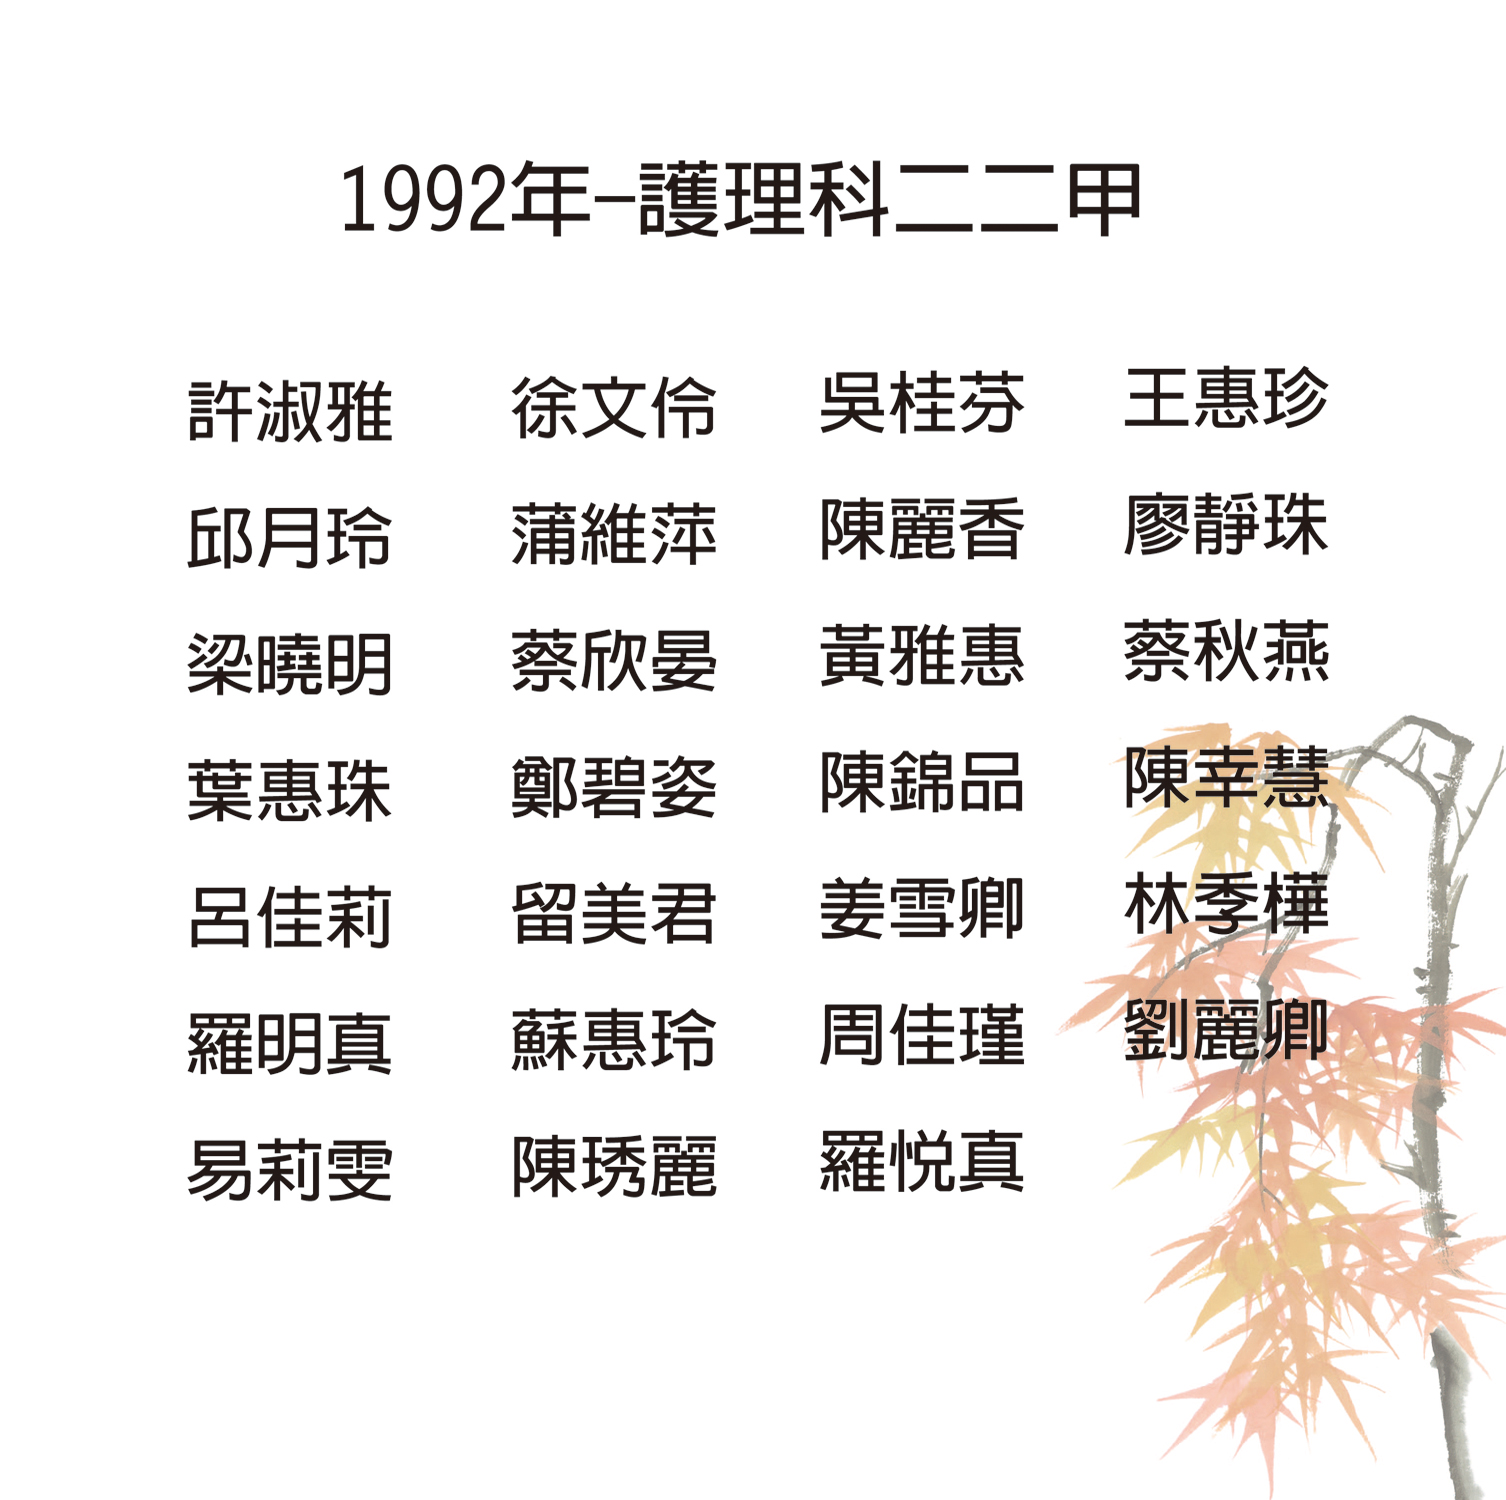 1992年-護理科二二甲
許淑雅 徐文伶 吳桂芬 王惠珍
邱月玲 蒲維萍 陳麗香 廖靜珠
梁曉明 蔡欣晏 黃雅惠 蔡秋燕
葉惠珠 鄭碧姿 陳錦品 陳幸慧
呂佳莉 留美君 姜雪卿 林季樺
羅明真 蘇惠玲 周佳瑾 劉麗卿
易莉雯 陳琇麗 羅悅真